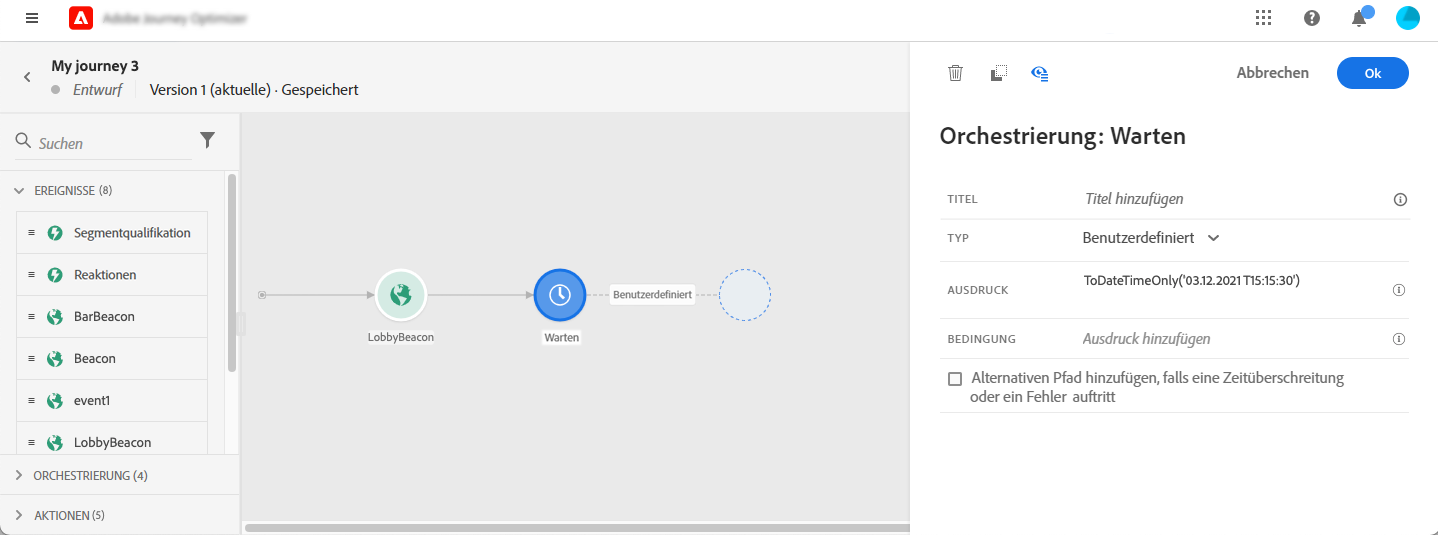 Adobe Journey Optimizer
My journey 3
Entwurf
Version 1 (aktuelle) · Gespeichert
Suchen
EREIGNISSE (8)
Segmentqualifikation
Reaktionen
BarBeacon
Beacon
event1
LobbyBeacon
ORCHESTRIERUNG (4)
AKTIONEN (5)
LobbyBeacon
Warten
Benutzerdefiniert
Abbrechen
Ok
Orchestrierung: Warten
TITEL
Titel hinzufügen
TYP
Benutzerdefiniert
AUSDRUCK
ToDateTimeOnly('03.12.2021 T15:15:30')
BEDINGUNG
Ausdruck hinzufügen
Alternativen Pfad hinzufügen, falls eine Zeitüberschreitung
oder ein Fehler auftritt